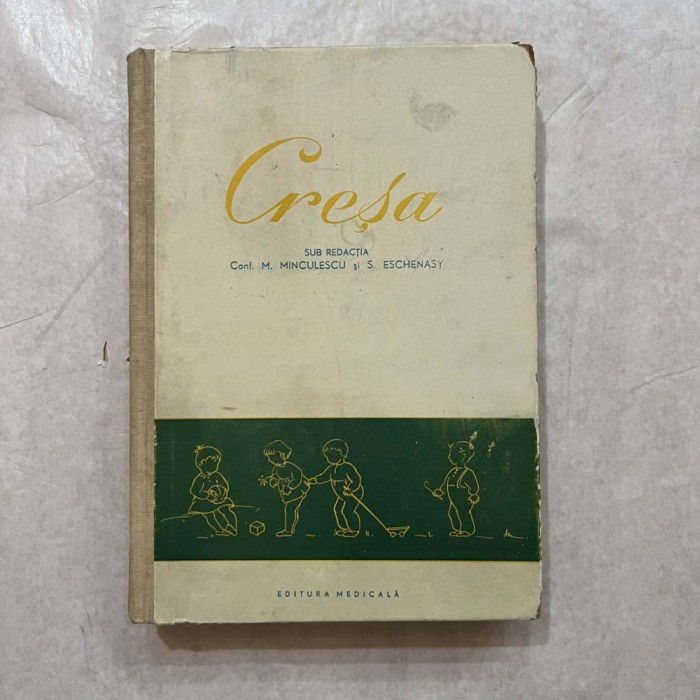 Creșa
SUB REDACȚIA
Conf. M. MINCULESCU și S. ESCHENASY
EDITURA MEDICALĂ